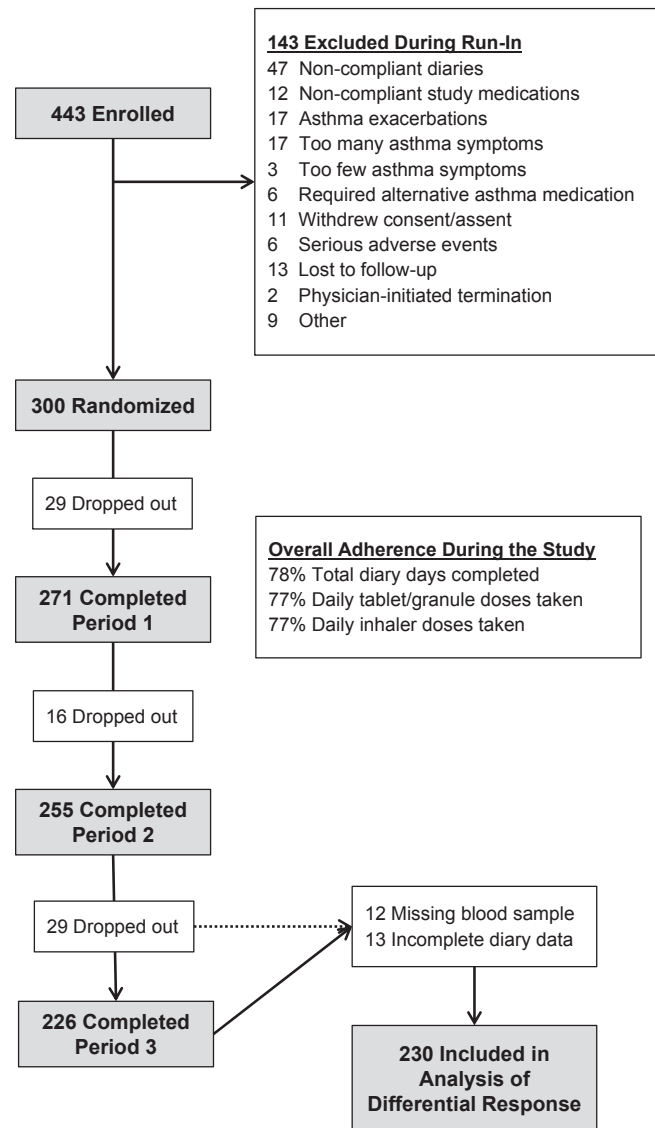 443 Enrolled
143 Excluded During Run-In
47 Non-compliant diaries
12 Non-compliant study medications
17 Asthma exacerbations
17 Too many asthma symptoms
3 Too few asthma symptoms
6 Required alternative asthma medication
11 Withdrew consent/assent
6 Serious adverse events
13 Lost to follow-up
2 Physician-initiated termination
9 Other
300 Randomized
29 Dropped out
271 Completed
Period 1
Overall Adherence During the Study
78% Total diary days completed
77% Daily tablet/granule doses taken
77% Daily inhaler doses taken
16 Dropped out
255 Completed
Period 2
29 Dropped out
12 Missing blood sample
13 Incomplete diary data
226 Completed
Period 3
230 Included in
Analysis of
Differential Response